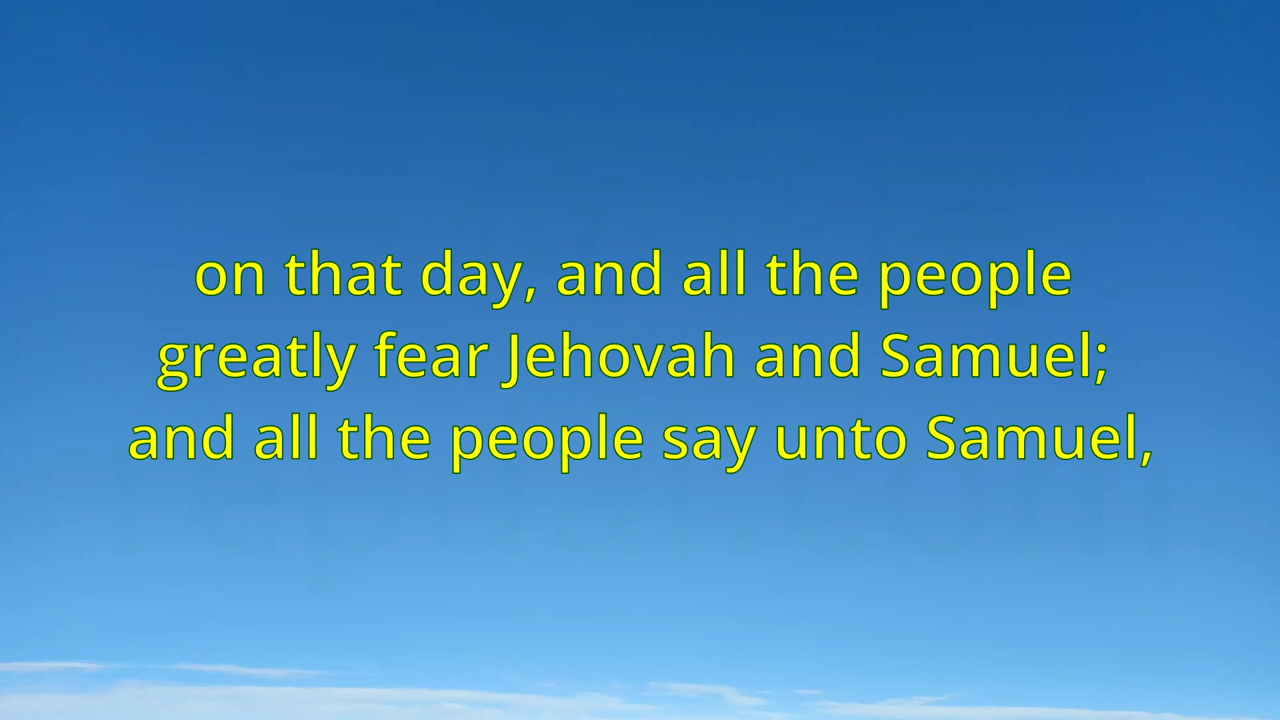 on that day, and all the people
greatly fear Jehovah and Samuel;
and all the people say unto Samuel,